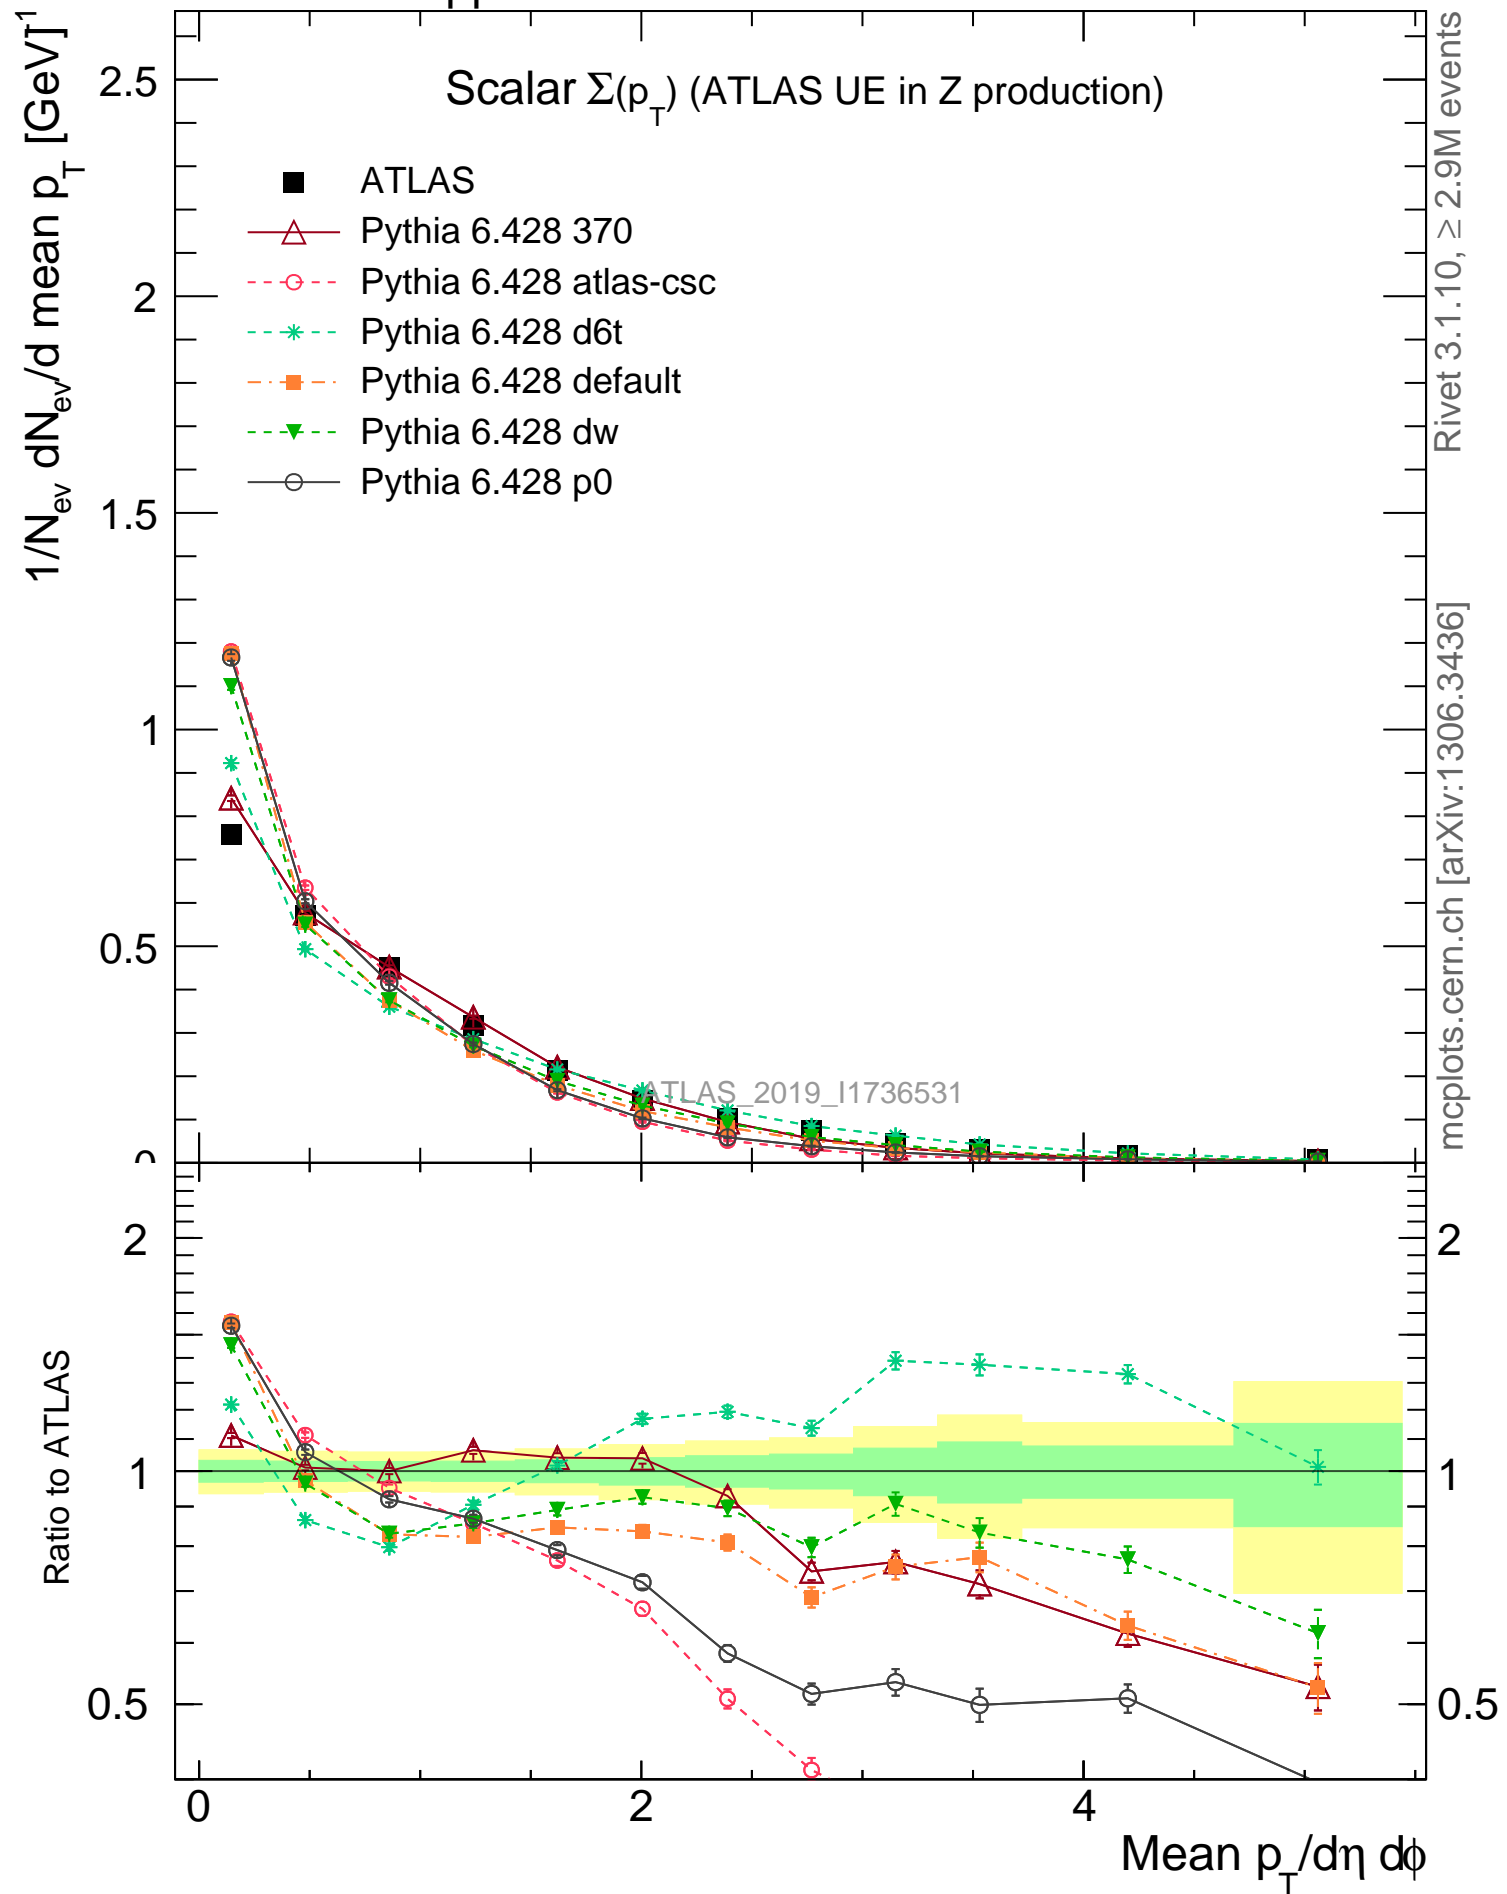 Scalar Σ(p_T) (ATLAS UE in Z production)
1/N_ev dN_ev/d mean p_T [GeV]^-1
2.5
2
1.5
1
0.5
0
ATLAS
Pythia 6.428 370
Pythia 6.428 atlas-csc
Pythia 6.428 d6t
Pythia 6.428 default
Pythia 6.428 dw
Pythia 6.428 p0
ATLAS_2019_I1736531
Rivet 3.1.10, ≥ 2.9M events
mcplots.cern.ch [arXiv:1306.3436]
Ratio to ATLAS
2
1
0.5
2
1
0.5
0
2
4
Mean p_T/dη dϕ